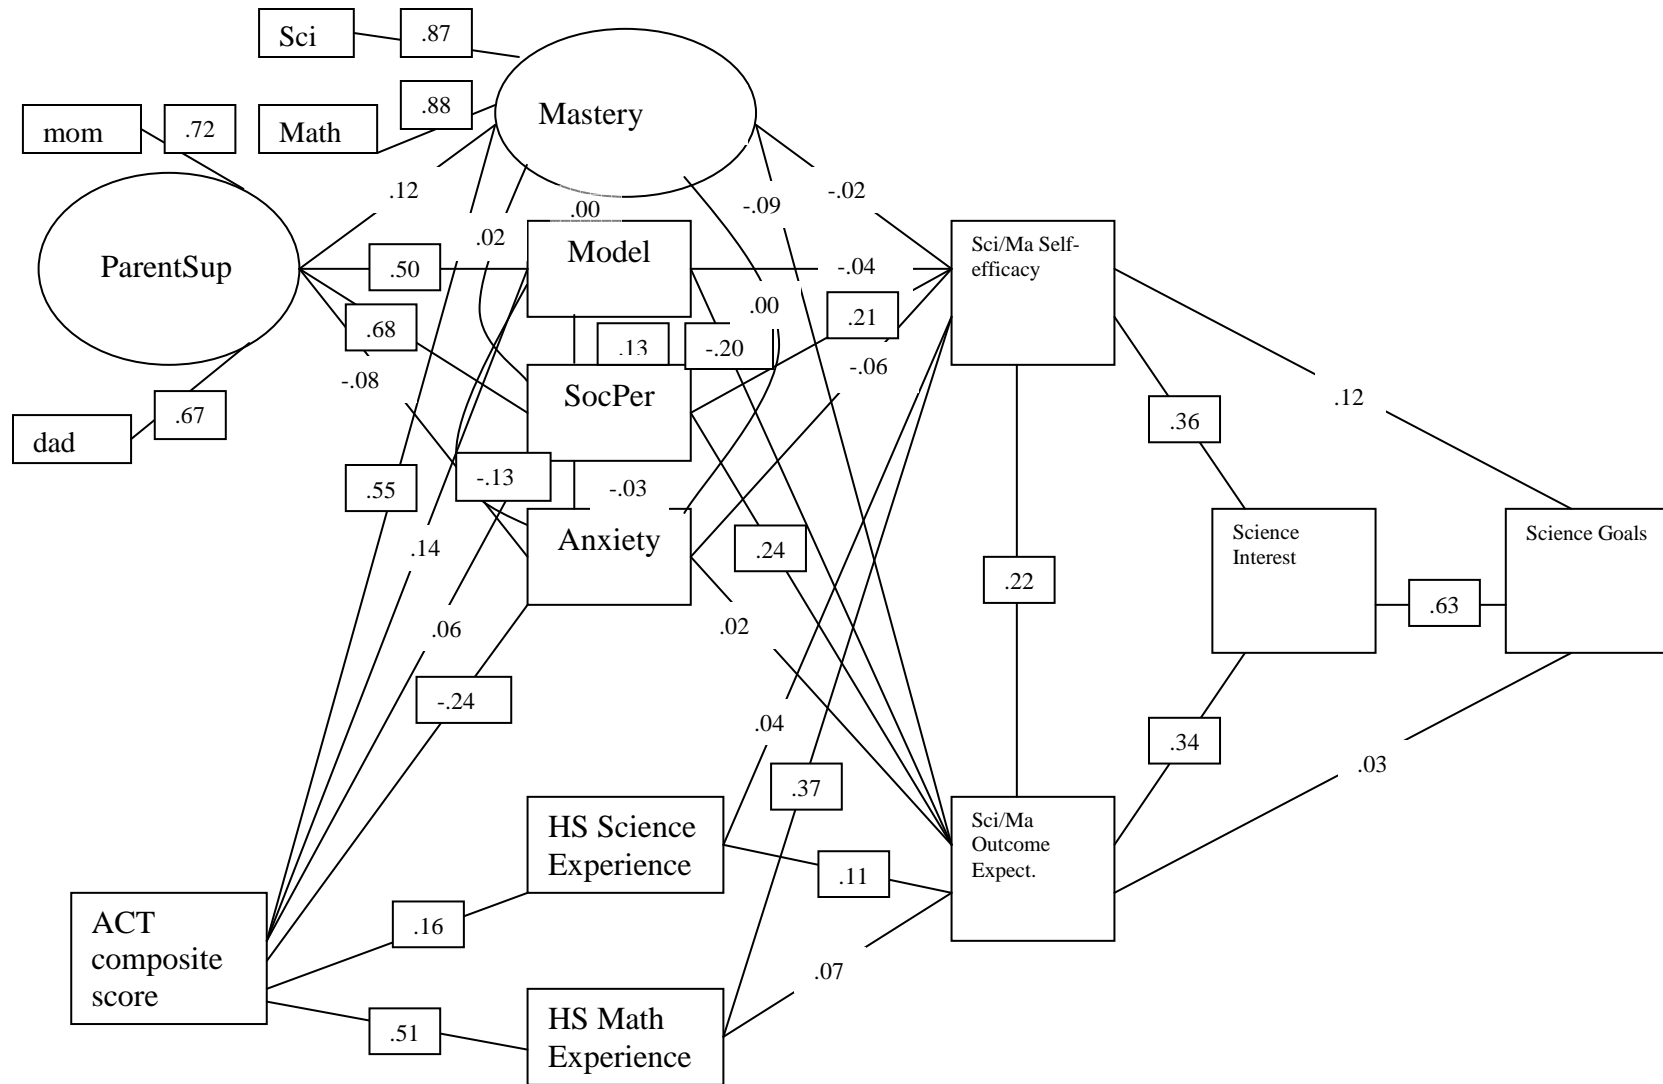 Sci
.87
Mastery
.88
mom
.72
Math
.12
-.02
-.09
.00
.02
Model
Sci/Ma Self-
efficacy
ParentSup
.50
-.04
.00
.68
.21
.13
-.20
-.08
-.06
SocPer
.12
.67
.36
dad
-.13
.55
-.03
Anxiety
.14
.24
Science
Interest
Science Goals
.22
.63
.02
.06
-.24
.04
.34
.03
.37
HS Science
Experience
Sci/Ma
Outcome
Expect.
.11
ACT
composite
score
.16
.07
HS Math
Experience
.51